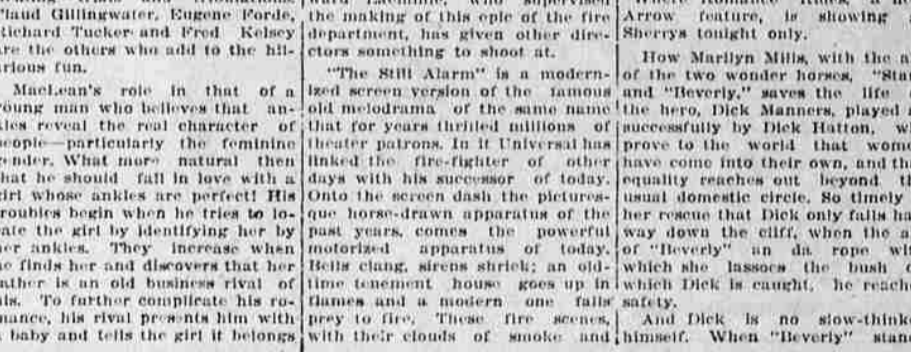 laud Gillingwater, Eugene Forde,
Richard Tucker and Fred Kelsey
are the others who add to the hil-
arious fun.
MacLean's role in that of a
young man who believes that an-
kles reveal the real character of
people—particularly the feminine
gender. What more natural then
that he should fall in love with a
girl whose ankles are perfect! His
troubles begin when he tries to lo-
cate the girl by identifying her by
her ankles. They increase when
he finds her and discovers that her
father is an old business rival of
his. To further complicate his ro-
mance, his rival presents him with
a baby and tells the girl it belongs
the making of this epic of the fire
department, has given other dire-
ctors something to shoot at.
"The Still Alarm" is a modern-
ized screen version of the famous
old melodrama of the same name
that for years thrilled millions of
theater patrons. In it Universal has
linked the fire-fighter of other
days with his successor of today.
Onto the screen dash the pictures-
que horse-drawn apparatus of the
past years, comes the powerful
motorized apparatus of today.
Bells clang, sirens shriek; an old-
time tenement house goes up in
flames and a modern one falls
prey to fire. These fire scenes,
with their clouds of smoke and
Arrow feature, is showing
Sherrys tonight only.
How Marilyn Mills, with the a
of the two wonder horses, "Star
and "Beverly," saves the life
the hero, Dick Manners, played
successfully by Dick Hatton, w
prove to the world that wome
have come into their own, and tha
equality reaches out beyond th
usual domestic circle. So timely
her rescue that Dick only falls ha
way down the cliff, when the a
of "Beverly" an da rope wit
which she lassoes the bush
which Dick is caught, he reache
safety.
And Dick is no slow-thinke
himself. When "Beverly" stan